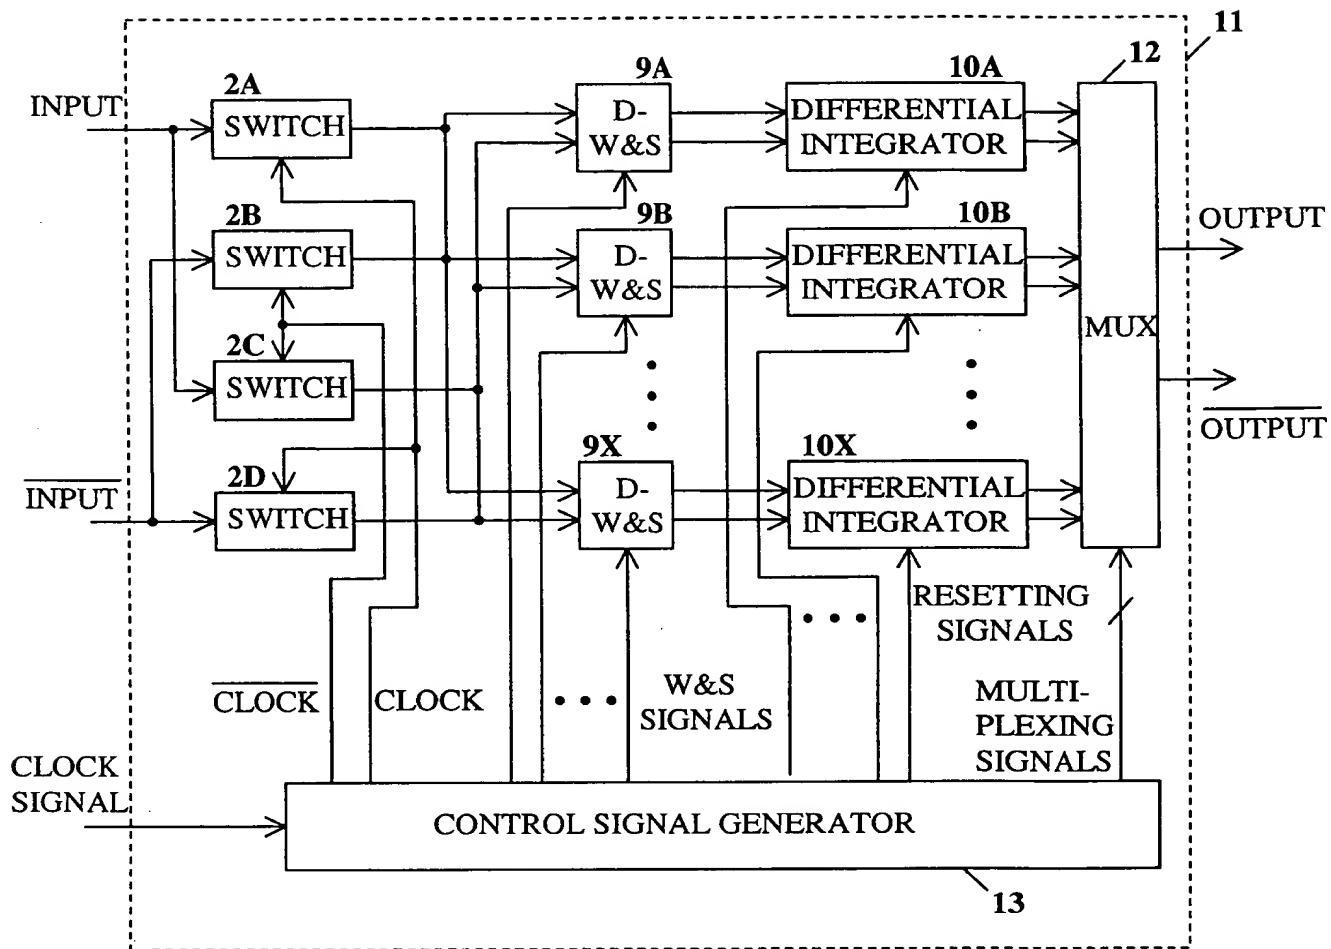 11
12
9A
10A
2A
INPUT
SWITCH
D-
W&S
DIFFERENTIAL
INTEGRATOR
2B
9B
10B
OUTPUT
SWITCH
D-
W&S
DIFFERENTIAL
INTEGRATOR
MUX
2C
SWITCH
OUTPUT
9X
10X
INPUT
2D
SWITCH
D-
W&S
DIFFERENTIAL
INTEGRATOR
RESETTING
SIGNALS
CLOCK
CLOCK
W&S
SIGNALS
MULTI-
PLEXING
SIGNALS
CLOCK
SIGNAL
CONTROL SIGNAL GENERATOR
13